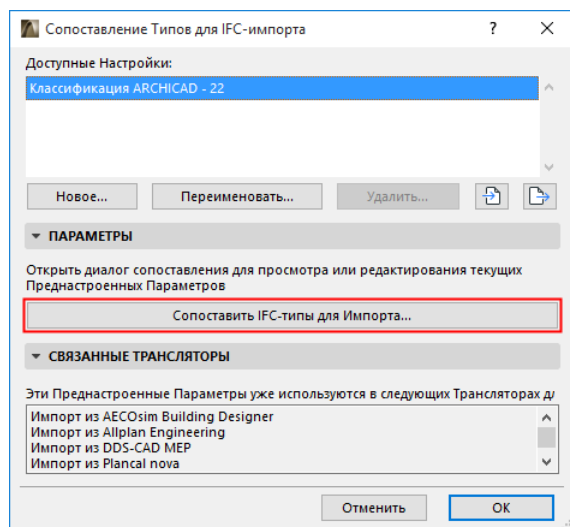 Сопоставление Типов для IFC-импорта
Доступные Настройки:
Классификация ARCHICAD - 22
Новое... Переименовать... Удалить...
ПАРАМЕТРЫ
Открыть диалог сопоставления для просмотра или редактирования текущих
Преднастроенных Параметров
Сопоставить IFC-типы для Импорта...
СВЯЗАННЫЕ ТРАНСЛЯТОРЫ
Эти Преднастроенные Параметры уже используются в следующих Трансляторах
Импорт из AECOsim Building Designer
Импорт из Allplan Engineering
Импорт из DDS-CAD MEP
Импорт из Plancal nova
Отменить OK